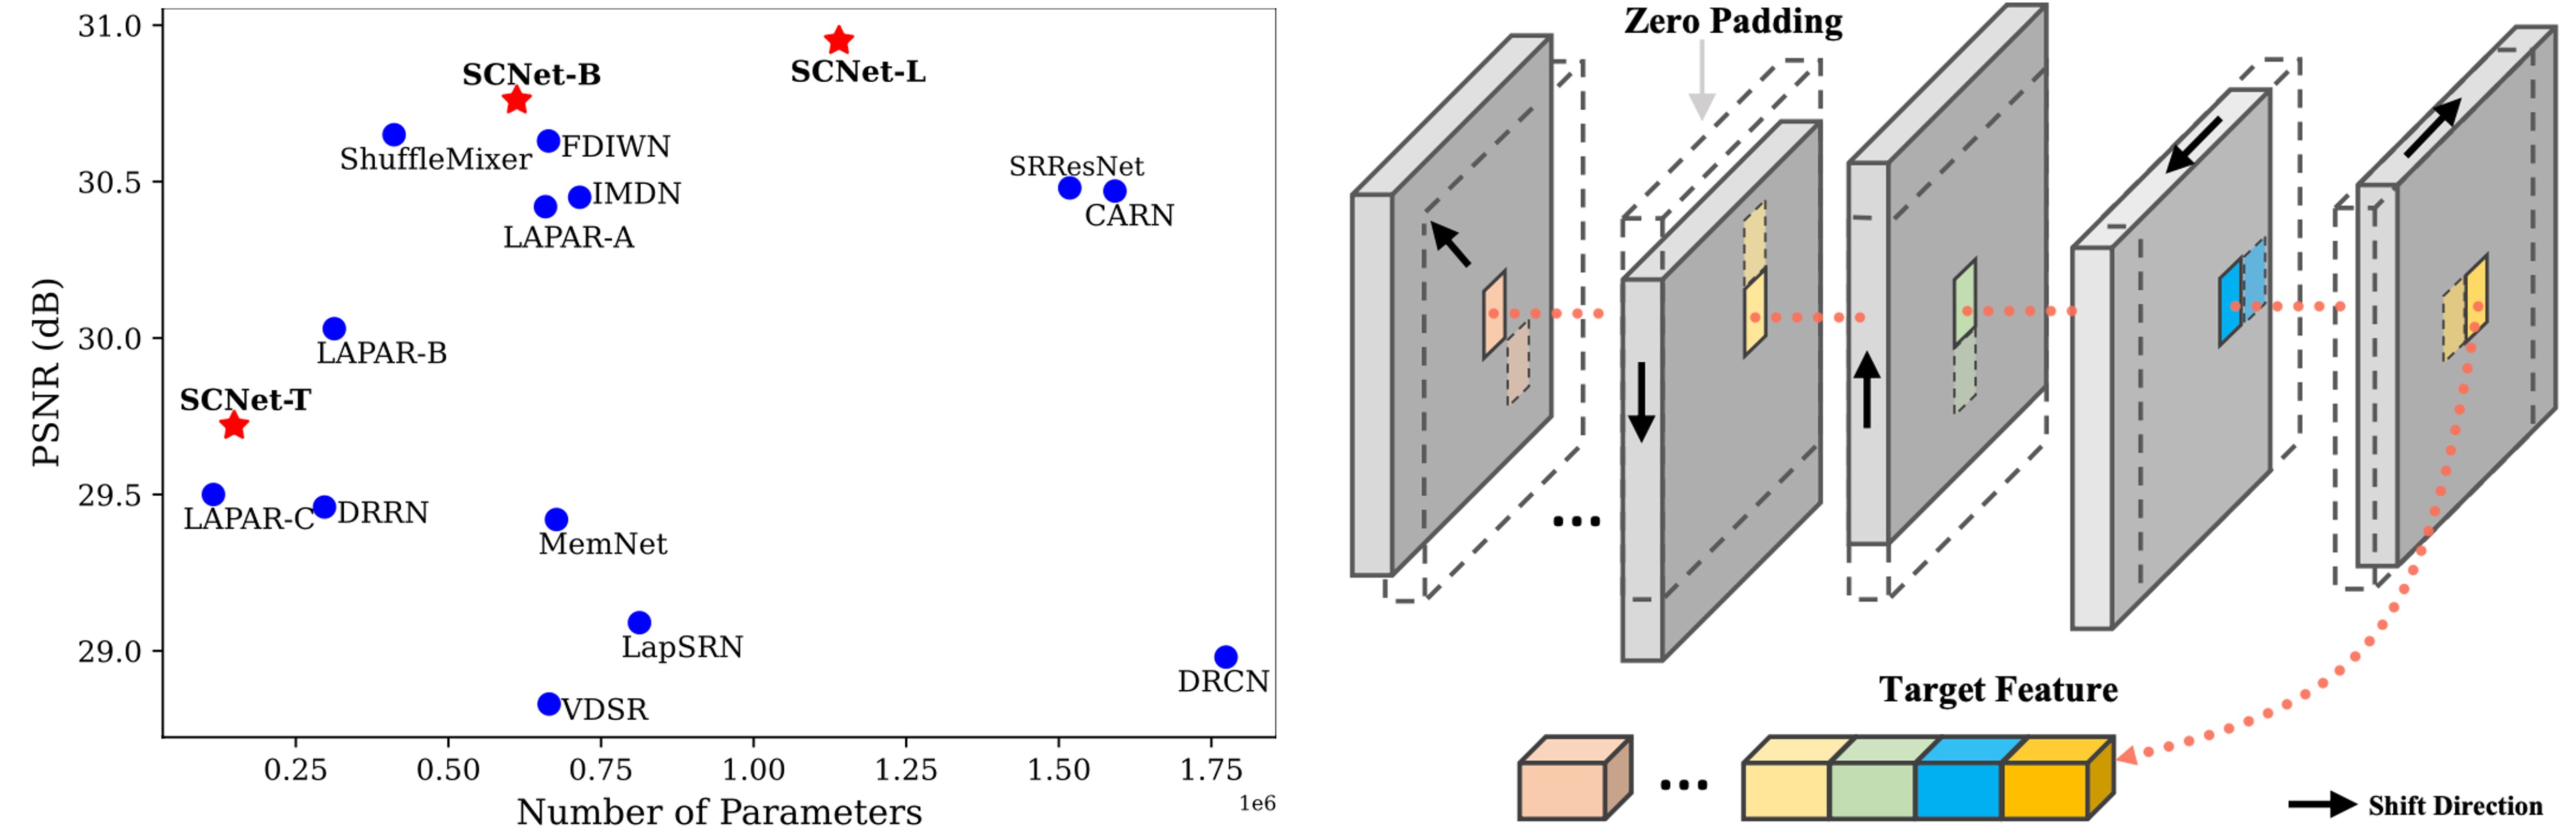 31.0
30.5
30.0
29.5
29.0
PSNR (dB)
SCNet-B
SCNet-L
ShuffleMixer
FDIWN
IMDN
LAPAR-A
SRResNet
CARN
LAPAR-B
SCNet-T
LAPAR-C
DRRN
MemNet
LapSRN
DRCN
VDSR
0.25 0.50 0.75 1.00 1.25 1.50 1.75
1e6
Number of Parameters
Zero Padding
...
Target Feature
...
Shift Direction